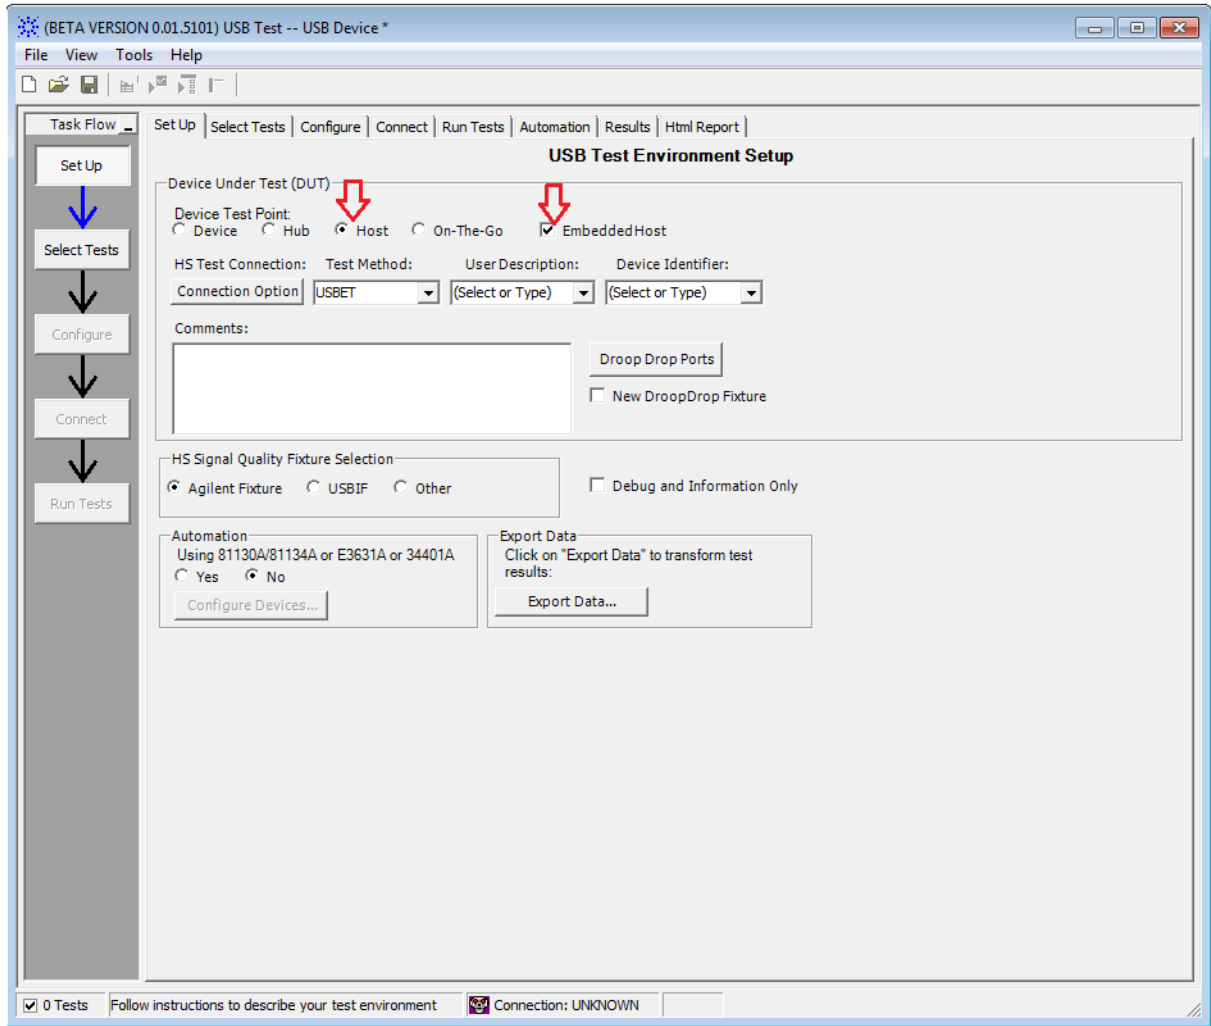 (BETA VERSION 0.01.5101) USB Test -- USB Device *
File View Tools Help
Task Flow
Set Up
Select Tests
Configure
Connect
Run Tests
Set Up Select Tests Configure Connect Run Tests Automation Results Html Report
USB Test Environment Setup
Device Under Test (DUT)
Device Test Point:
Device Hub Host On-The-Go EmbeddedHost
HS Test Connection: Test Method: User Description: Device Identifier:
Connection Option USBET (Select or Type) (Select or Type)
Comments:
Droop Drop Ports
New DroopDrop Fixture
HS Signal Quality Fixture Selection
Agilent Fixture USBIF Other
Debug and Information Only
Automation
Using 81130A/81134A or E3631A or 34401A
Yes No
Configure Devices...
Export Data
Click on "Export Data" to transform test
results:
Export Data...
0 Tests Follow instructions to describe your test environment Connection: UNKNOWN